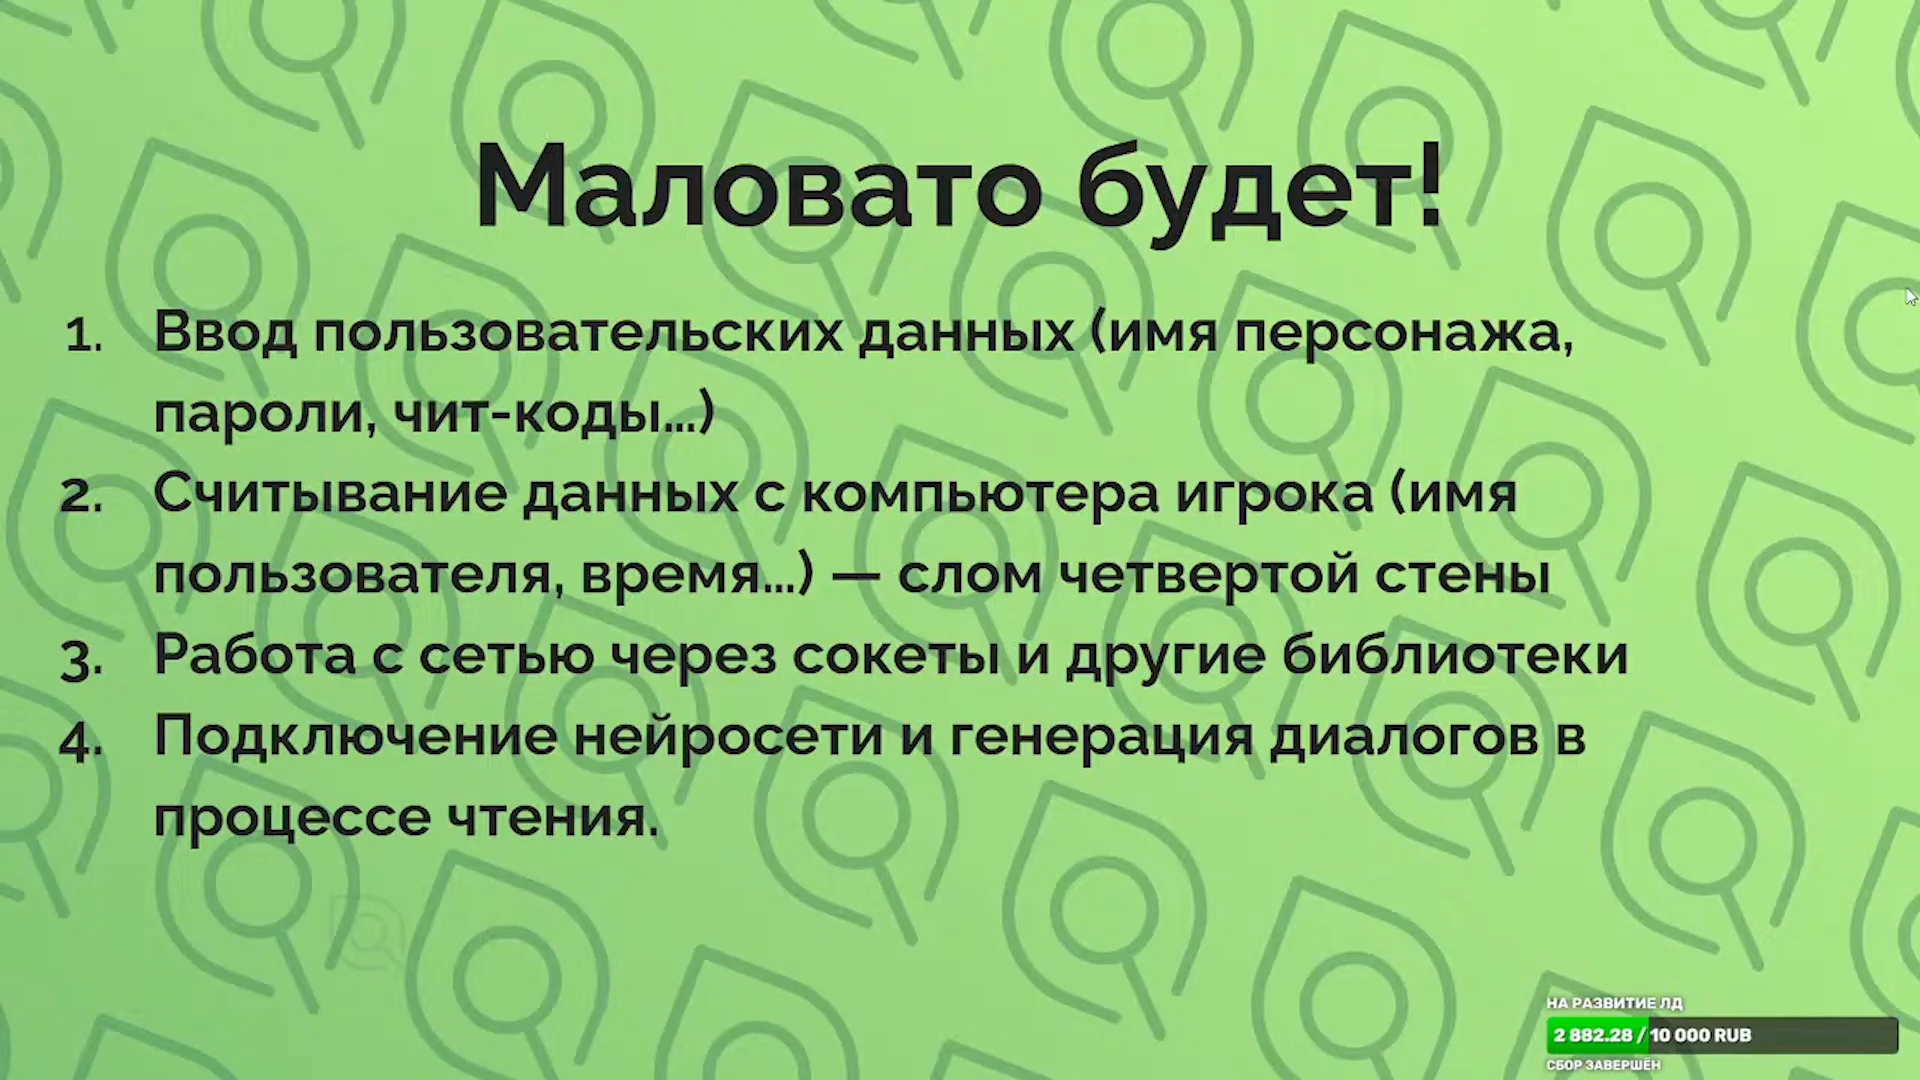 Маловато будет!
1. Ввод пользовательских данных (имя персонажа,
пароли, чит-коды...)
2. Считывание данных с компьютера игрока (имя
пользователя, время...) — слом четвертой стены
3. Работа с сетью через сокеты и другие библиотеки
4. Подключение нейросети и генерация диалогов в
процессе чтения.
НА РАЗВИТИЕ ЛД
2 882.28 / 10 000 RUB
СБОР ЗАВЕРШЁН